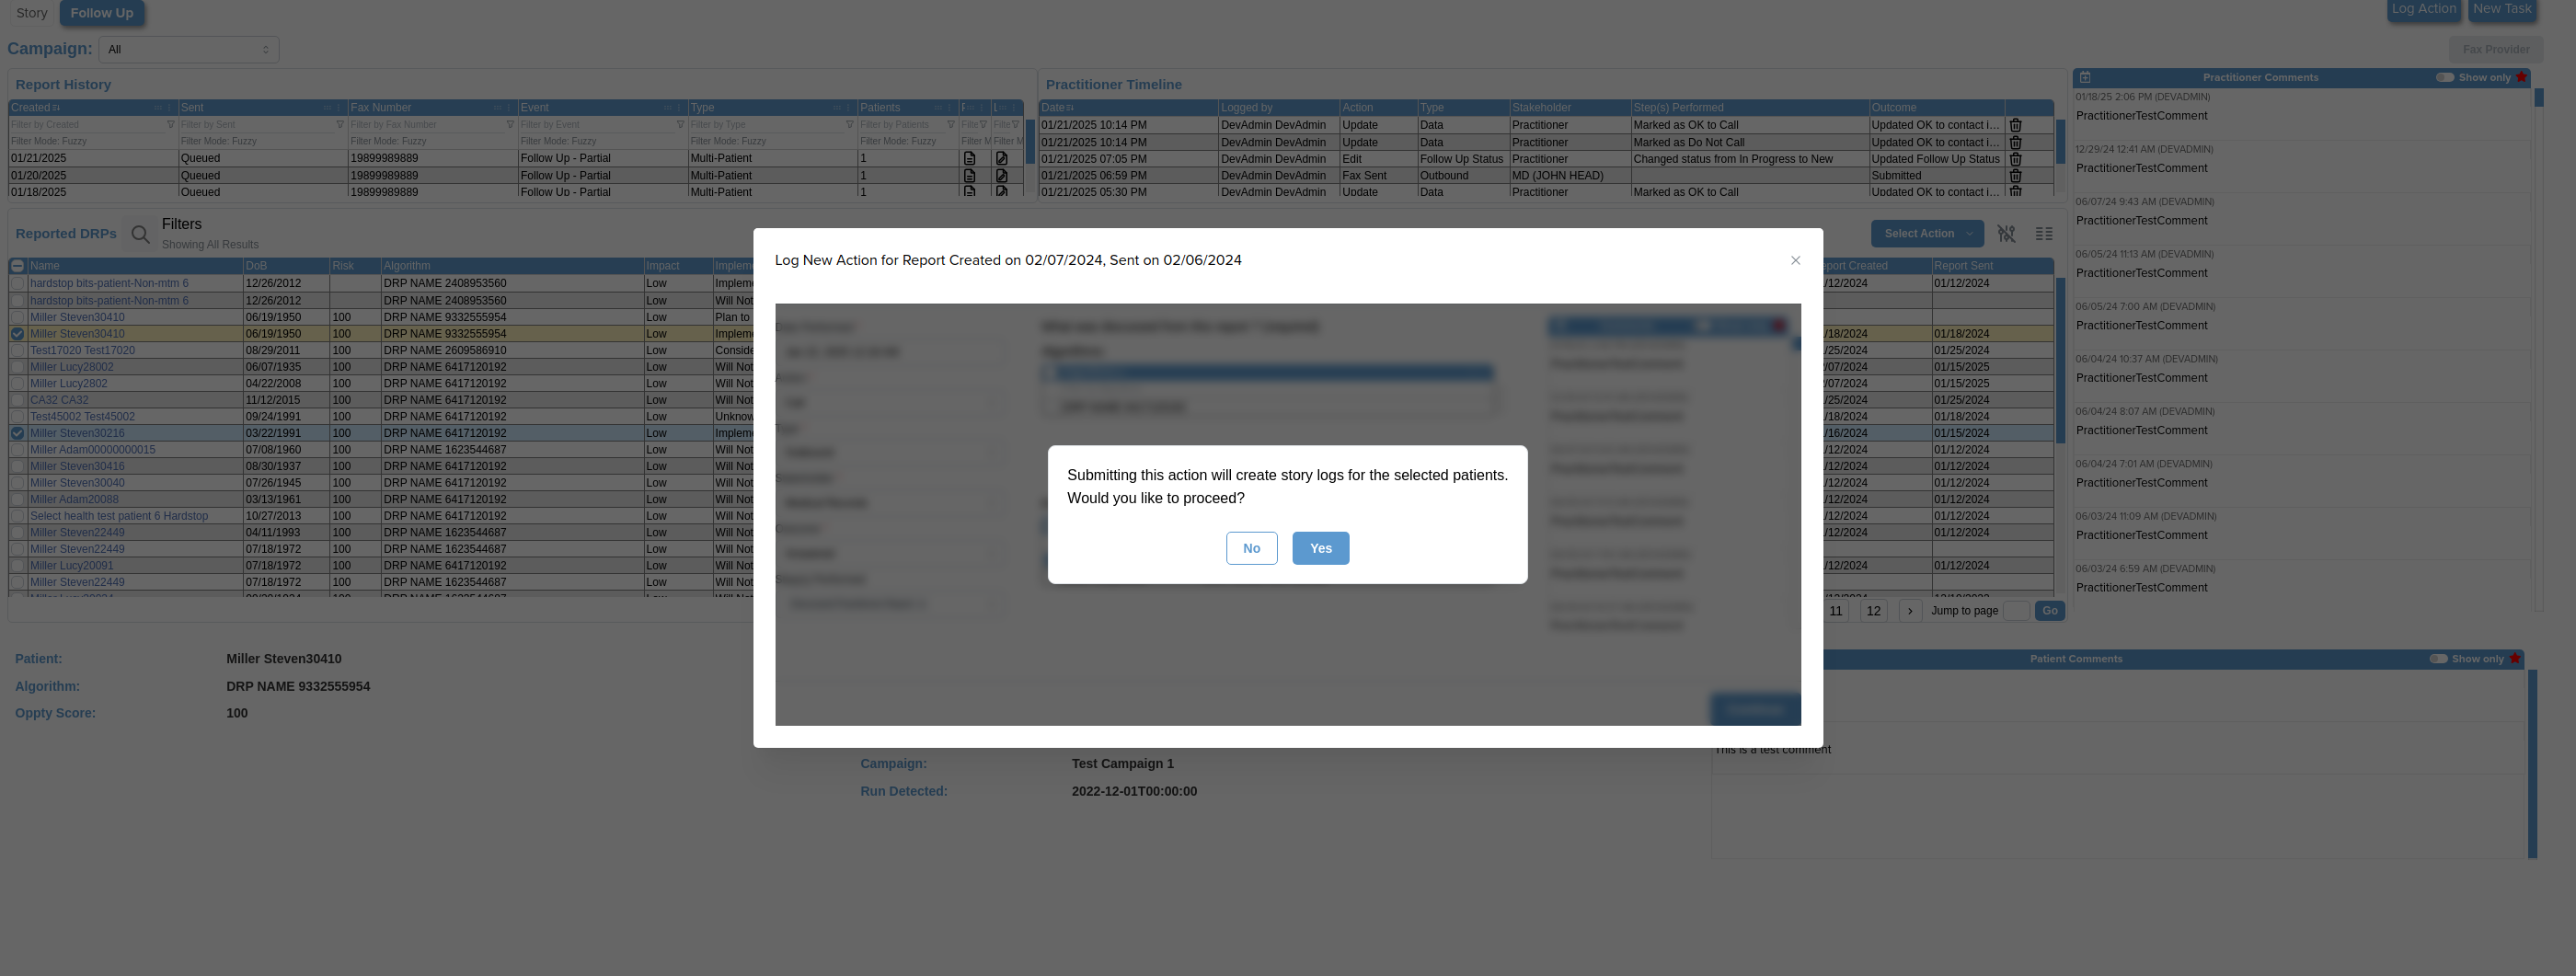 Story Follow Up Log Action New Task
Campaign: All Fax Provider
Report History
Created Sent Fax Number Event Type Patients
Filter by Created Filter by Sent Filter by Fax Number Filter by Event Filter by Type Filter by Patients Filte Filte
Filter Mode: Fuzzy Filter Mode: Fuzzy Filter Mode: Fuzzy Filter Mode: Fuzzy Filter Mode: Fuzzy Filter Mode: Fuzzy Filter M Filter M
01/21/2025 Queued 19899989889 Follow Up - Partial Multi-Patient 1
01/20/2025 Queued 19899989889 Follow Up - Partial Multi-Patient 1
01/18/2025 Queued 19899989889 Follow Up - Partial Multi-Patient 1
Practitioner Timeline
Date Logged by Action Type Stakeholder Step(s) Performed Outcome
01/21/2025 10:14 PM DevAdmin DevAdmin Update Data Practitioner Marked as OK to Call Updated OK to contact i...
01/21/2025 10:14 PM DevAdmin DevAdmin Update Data Practitioner Marked as Do Not Call Updated OK to contact i...
01/21/2025 07:05 PM DevAdmin DevAdmin Edit Follow Up Status Practitioner Changed status from In Progress to New Updated Follow Up Status
01/21/2025 06:59 PM DevAdmin DevAdmin Fax Sent Outbound MD (JOHN HEAD) Submitted
01/21/2025 05:30 PM DevAdmin DevAdmin Update Data Practitioner Marked as OK to Call Updated OK to contact i...
Practitioner Comments Show only
01/18/25 2:06 PM (DEVADMIN)
PractitionerTestComment
12/29/24 12:41 AM (DEVADMIN)
PractitionerTestComment
06/07/24 9:43 AM (DEVADMIN)
PractitionerTestComment
06/05/24 11:13 AM (DEVADMIN)
PractitionerTestComment
06/05/24 7:00 AM (DEVADMIN)
PractitionerTestComment
06/04/24 10:37 AM (DEVADMIN)
PractitionerTestComment
06/04/24 8:07 AM (DEVADMIN)
PractitionerTestComment
06/04/24 7:01 AM (DEVADMIN)
PractitionerTestComment
06/03/24 11:09 AM (DEVADMIN)
PractitionerTestComment
06/03/24 6:59 AM (DEVADMIN)
PractitionerTestComment
Reported DRPs Filters
Showing All Results
Select Action
Name DoB Risk Algorithm Impact Implem eport Created Report Sent
hardstop bits-patient-Non-mtm 6 12/26/2012 DRP NAME 2408953560 Low Implem /12/2024 01/12/2024
hardstop bits-patient-Non-mtm 6 12/26/2012 DRP NAME 2408953560 Low Will Not
Miller Steven30410 06/19/1950 100 DRP NAME 9332555954 Low Plan to
Miller Steven30410 06/19/1950 100 DRP NAME 9332555954 Low Impleme /18/2024 01/18/2024
Test17020 Test17020 08/29/2011 100 DRP NAME 2609586910 Low Conside /25/2024 01/25/2024
Miller Lucy28002 06/07/1935 100 DRP NAME 6417120192 Low Will Not /07/2024 01/15/2025
Miller Lucy2802 04/22/2008 100 DRP NAME 6417120192 Low Will Not /07/2024 01/15/2025
CA32 CA32 11/12/2015 100 DRP NAME 6417120192 Low Will Not /25/2024 01/25/2024
Test45002 Test45002 09/24/1991 100 DRP NAME 6417120192 Low Unknow /18/2024 01/18/2024
Miller Steven30216 03/22/1991 100 DRP NAME 6417120192 Low Implem /16/2024 01/15/2024
Miller Adam00000000015 07/08/1960 100 DRP NAME 1623544687 Low Will Not /12/2024 01/12/2024
Miller Steven30416 08/30/1937 100 DRP NAME 6417120192 Low Will Not /12/2024 01/12/2024
Miller Steven30040 07/26/1945 100 DRP NAME 6417120192 Low Will Not /12/2024 01/12/2024
Miller Adam20088 03/13/1961 100 DRP NAME 6417120192 Low Will Not /12/2024 01/12/2024
Select health test patient 6 Hardstop 10/27/2013 100 DRP NAME 6417120192 Low Will Not /12/2024 01/12/2024
Miller Steven22449 04/11/1993 100 DRP NAME 1623544687 Low Will Not /12/2024 01/12/2024
Miller Steven22449 07/18/1972 100 DRP NAME 1623544687 Low Will Not
Miller Lucy20091 07/18/1972 100 DRP NAME 6417120192 Low Will Not /12/2024 01/12/2024
Miller Steven22449 07/18/1972 100 DRP NAME 1623544687 Low Will Not
11 12 Jump to page Go
Log New Action for Report Created on 02/07/2024, Sent on 02/06/2024
Submitting this action will create story logs for the selected patients.
Would you like to proceed?
No Yes
Patient: Miller Steven30410
Algorithm: DRP NAME 9332555954
Oppty Score: 100
Campaign: Test Campaign 1
Run Detected: 2022-12-01T00:00:00
Patient Comments Show only
This is a test comment